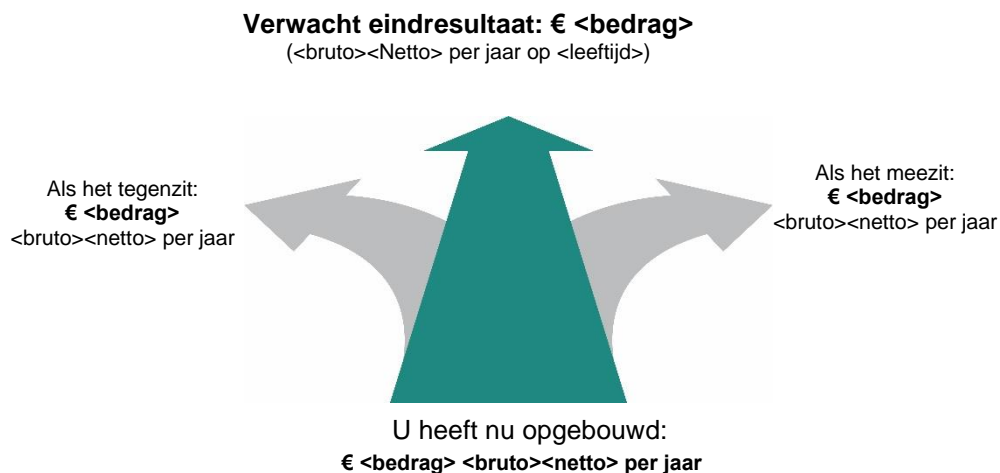 Verwacht eindresultaat: € <bedrag>
(<bruto><Netto> per jaar op <leeftijd>)
Als het tegenzit:
€ <bedrag>
<bruto><netto> per jaar
Als het meezit:
€ <bedrag>
<bruto><netto> per jaar
U heeft nu opgebouwd:
€ <bedrag> <bruto><netto> per jaar